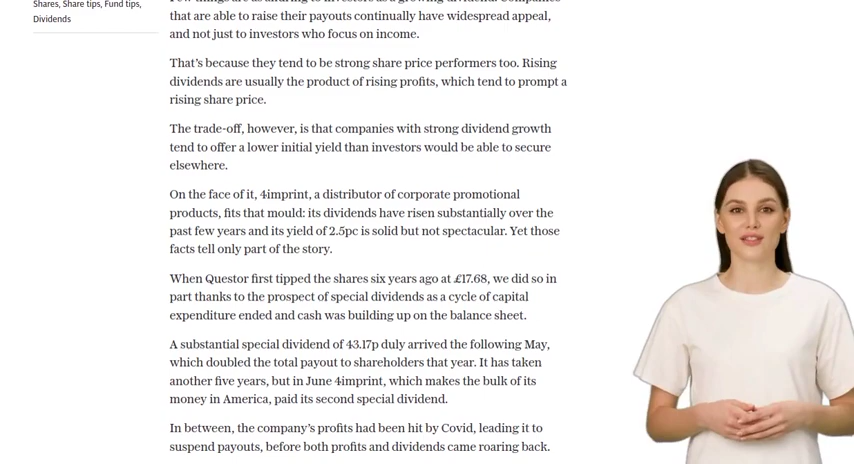 Shares, Share tips, Fund tips,
Dividends
that are able to raise their payouts continually have widespread appeal,
and not just to investors who focus on income.
That's because they tend to be strong share price performers too. Rising
dividends are usually the product of rising profits, which tend to prompt a
rising share price.
The trade-off, however, is that companies with strong dividend growth
tend to offer a lower initial yield than investors would be able to secure
elsewhere.
On the face of it, 4imprint, a distributor of corporate promotional
products, fits that mould: its dividends have risen substantially over the
past few years and its yield of 2.5pc is solid but not spectacular. Yet those
facts tell only part of the story.
When Questor first tipped the shares six years ago at £17.68, we did so in
part thanks to the prospect of special dividends as a cycle of capital
expenditure ended and cash was building up on the balance sheet.
A substantial special dividend of 43.17p duly arrived the following May,
which doubled the total payout to shareholders that year. It has taken
another five years, but in June 4imprint, which makes the bulk of its
money in America, paid its second special dividend.
In between, the company's profits had been hit by Covid, leading it to
suspend payouts, before both profits and dividends came roaring back.